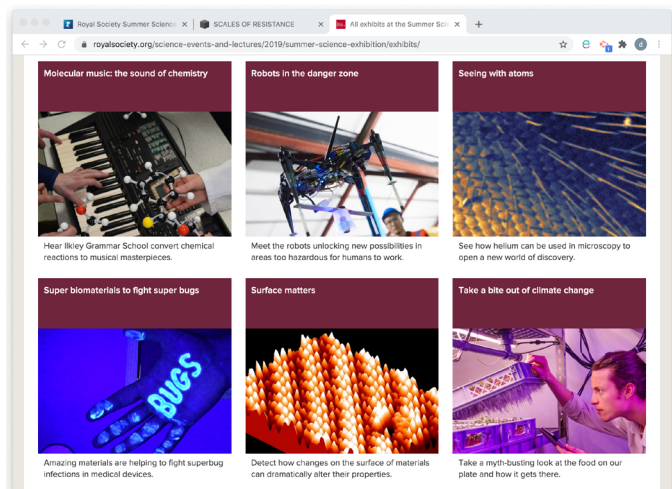 Royal Society Summer Science
SCALES OF RESISTANCE
All exhibits at the Summer Sci
royalsociety.org/science-events-and-lectures/2019/summer-science-exhibition/exhibits/
Molecular music: the sound of chemistry
Robots in the danger zone
Seeing with atoms
Hear Ilkley Grammar School convert chemical
reactions to musical masterpieces.
Meet the robots unlocking new possibilities in
areas too hazardous for humans to work.
See how helium can be used in microscopy to
open a new world of discovery.
Super biomaterials to fight super bugs
Surface matters
Take a bite out of climate change
BUGS
Amazing materials are helping to fight superbug
infections in medical devices.
Detect how changes on the surface of materials
can dramatically alter their properties.
Take a myth-busting look at the food on our
plate and how it gets there.